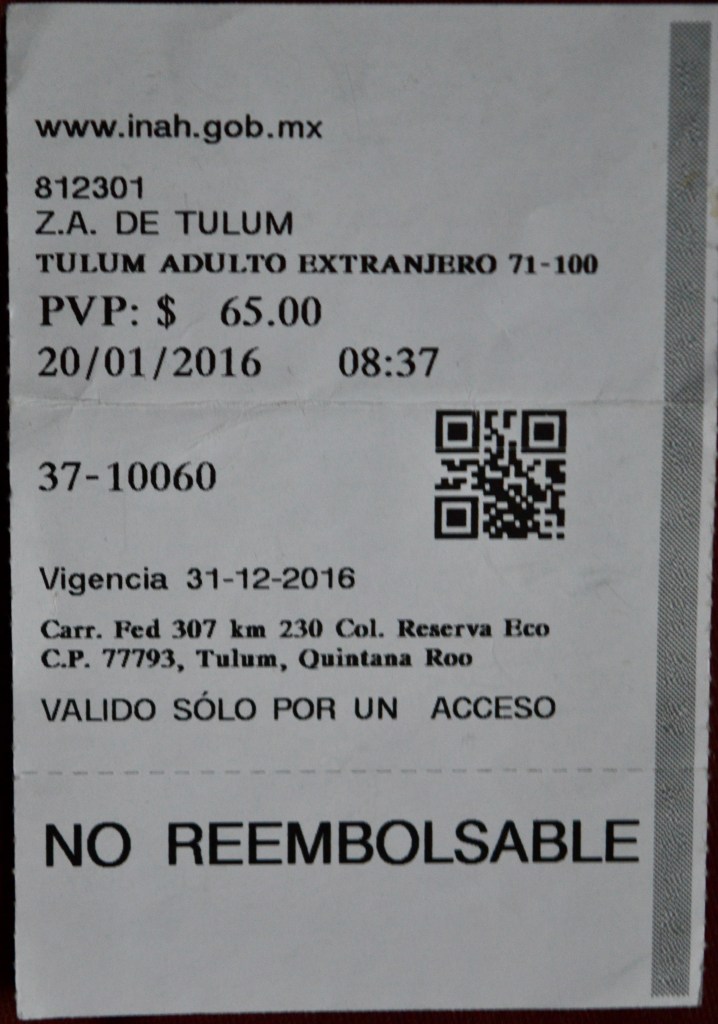 www.inah.gob.mx
812301
Z.A. DE TULUM
TULUM ADULTO EXTRANJERO 71-100
PVP: $ 65.00
20/01/2016 08:37
37-10060
Vigencia 31-12-2016
Carr. Fed 307 km 230 Col. Reserva Eco
C.P. 77793, Tulum, Quintana Roo
VALIDO SÓLO POR UN ACCESO
NO REEMBOLSABLE